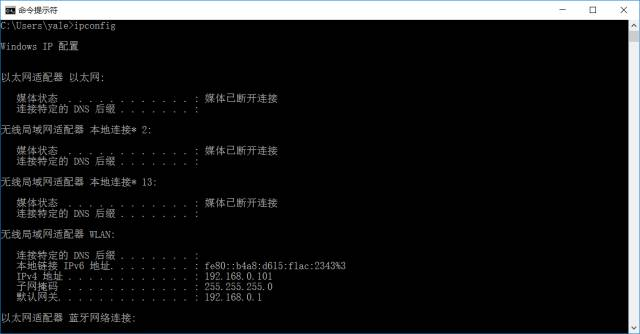 命令提示符
C:\Users\yale>ipconfig
Windows IP 配置
以太网适配器 以太网:
媒体状态 . . . . . . . . . . . . : 媒体已断开连接
连接特定的 DNS 后缀 . . . . . . . :
无线局域网适配器 本地连接* 2:
媒体状态 . . . . . . . . . . . . : 媒体已断开连接
连接特定的 DNS 后缀 . . . . . . . :
无线局域网适配器 本地连接* 13:
媒体状态 . . . . . . . . . . . . : 媒体已断开连接
连接特定的 DNS 后缀 . . . . . . . :
无线局域网适配器 WLAN:
连接特定的 DNS 后缀 . . . . . . . :
本地链接 IPv6 地址. . . . . . . . : fe80::b4a8:d615:f1ac:2343%3
IPv4 地址 . . . . . . . . . . . . : 192.168.0.101
子网掩码 . . . . . . . . . . . . : 255.255.255.0
默认网关. . . . . . . . . . . . . : 192.168.0.1
以太网适配器 蓝牙网络连接: